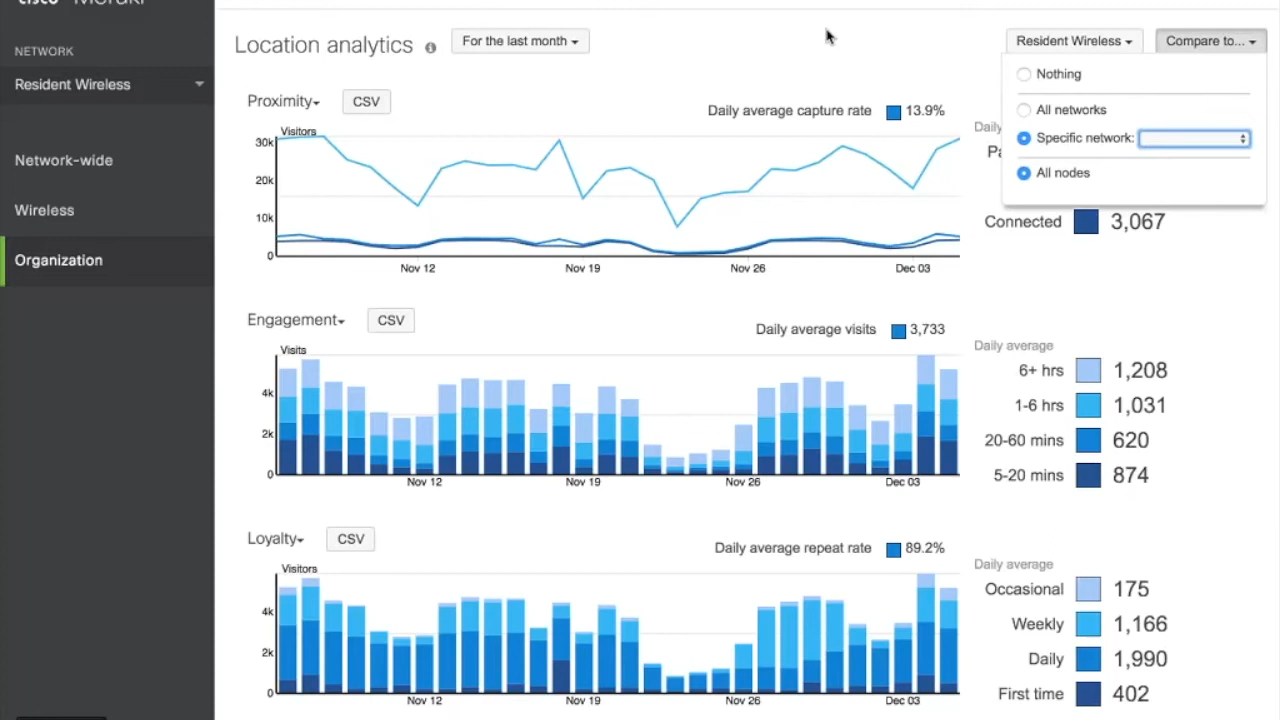 cisco Meraki
NETWORK
Resident Wireless
Network-wide
Wireless
Organization
Location analytics
For the last month
Resident Wireless
Compare to...
Nothing
All networks
Specific network:
All nodes
Proximity
CSV
Daily average capture rate 13.9%
Daily
Pa
Visitors
30k
20k
10k
0
Nov 12
Nov 19
Nov 26
Dec 03
Connected 3,067
Engagement
CSV
Daily average visits 3,733
Visits
4k
2k
0
Nov 12
Nov 19
Nov 26
Dec 03
Daily average
6+ hrs 1,208
1-6 hrs 1,031
20-60 mins 620
5-20 mins 874
Loyalty
CSV
Daily average repeat rate 89.2%
Visitors
4k
2k
0
Nov 12
Nov 19
Nov 26
Dec 03
Daily average
Occasional 175
Weekly 1,166
Daily 1,990
First time 402